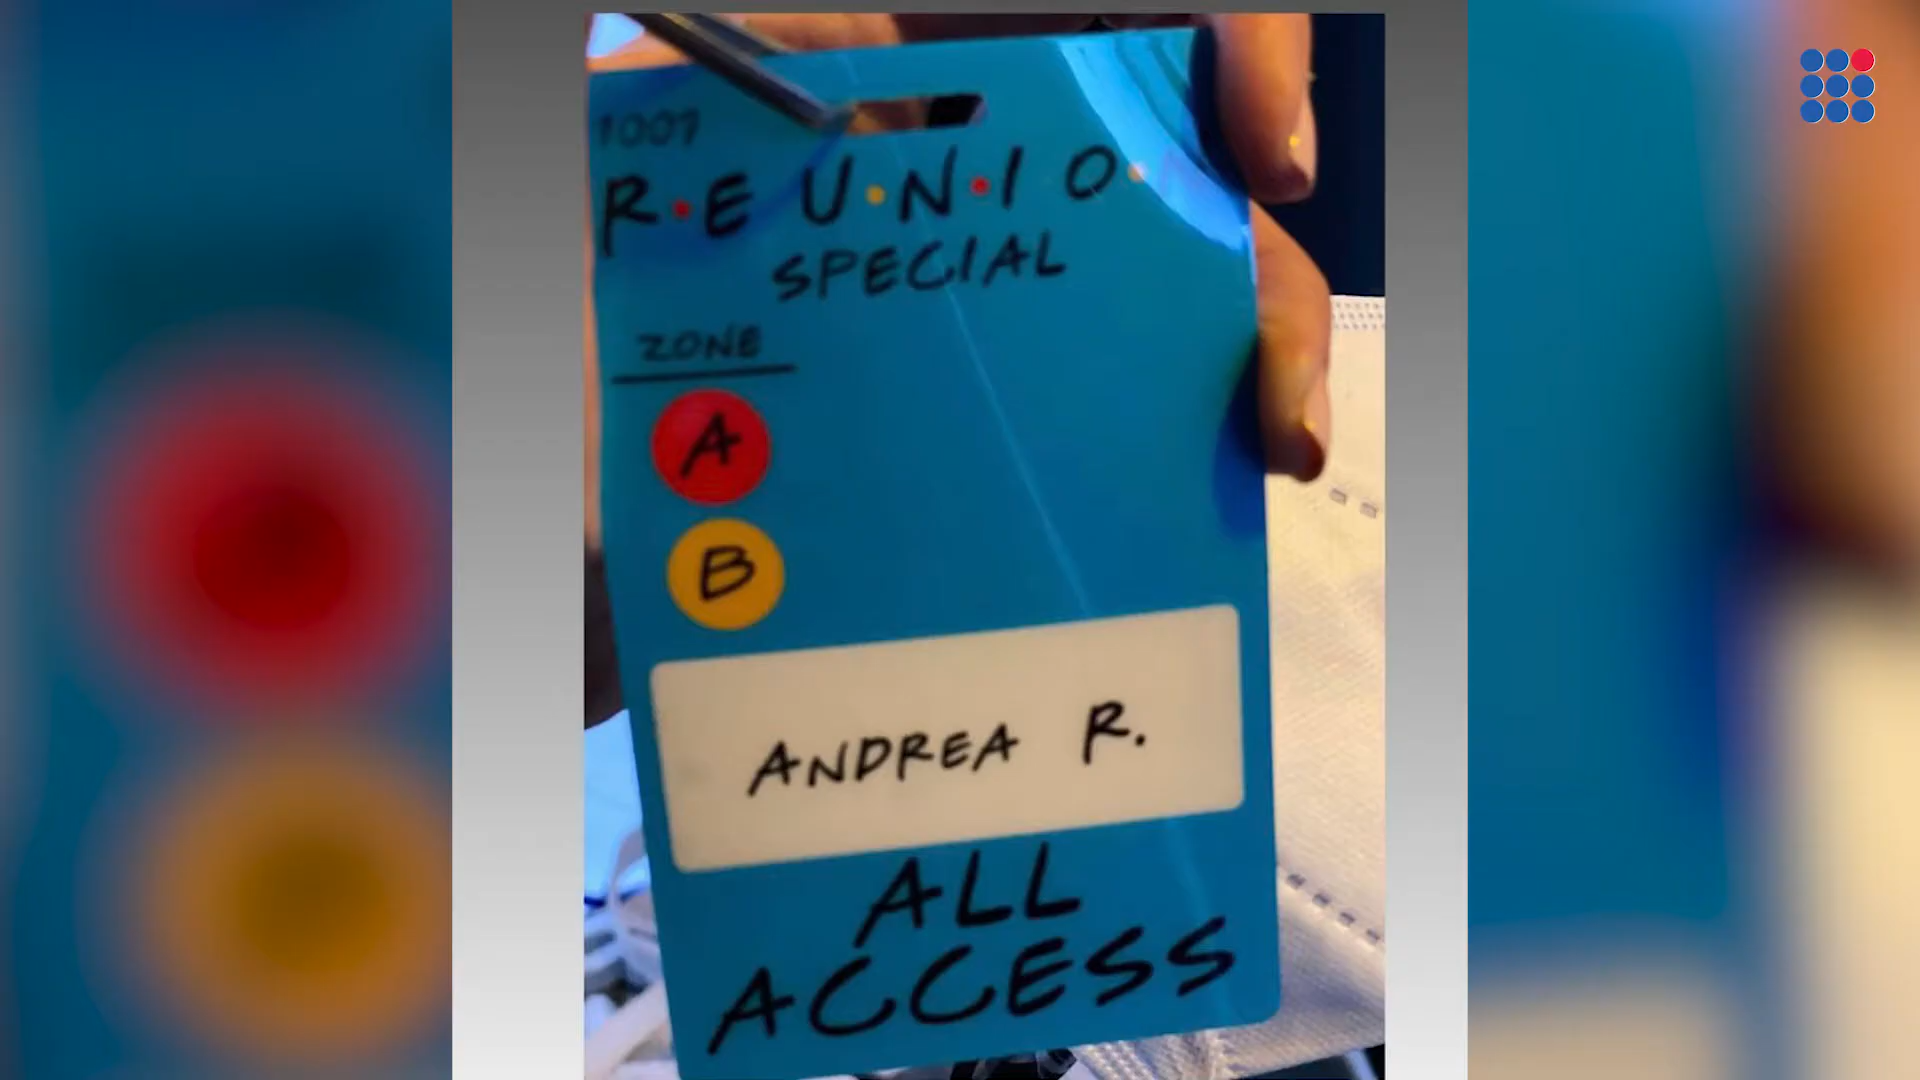 1007
R•E U•N•I O•
SPECIAL
ZONE
A
B
ANDREA R.
ALL
ACCESS